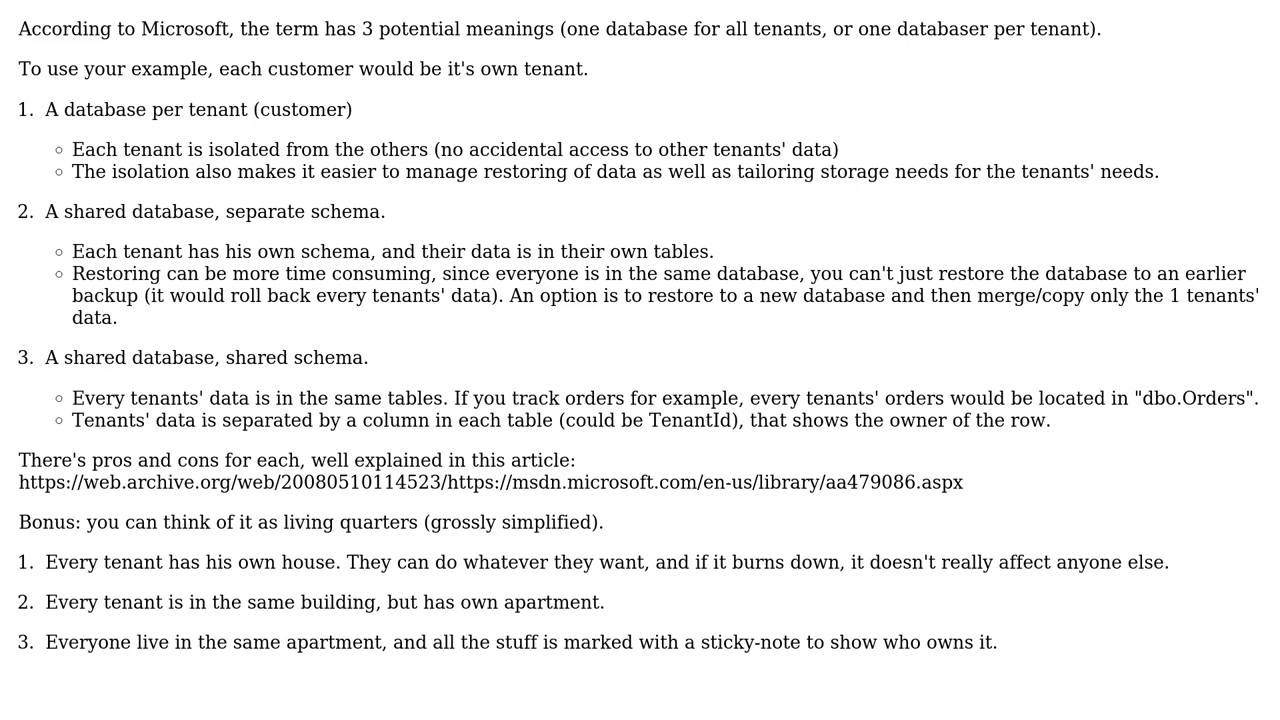 According to Microsoft, the term has 3 potential meanings (one database for all tenants, or one databaser per tenant).
To use your example, each customer would be it's own tenant.
1. A database per tenant (customer)
◦ Each tenant is isolated from the others (no accidental access to other tenants' data)
◦ The isolation also makes it easier to manage restoring of data as well as tailoring storage needs for the tenants' needs.
2. A shared database, separate schema.
◦ Each tenant has his own schema, and their data is in their own tables.
◦ Restoring can be more time consuming, since everyone is in the same database, you can't just restore the database to an earlier
backup (it would roll back every tenants' data). An option is to restore to a new database and then merge/copy only the 1 tenants'
data.
3. A shared database, shared schema.
◦ Every tenants' data is in the same tables. If you track orders for example, every tenants' orders would be located in "dbo.Orders".
◦ Tenants' data is separated by a column in each table (could be TenantId), that shows the owner of the row.
There's pros and cons for each, well explained in this article:
https://web.archive.org/web/20080510114523/https://msdn.microsoft.com/en-us/library/aa479086.aspx
Bonus: you can think of it as living quarters (grossly simplified).
1. Every tenant has his own house. They can do whatever they want, and if it burns down, it doesn't really affect anyone else.
2. Every tenant is in the same building, but has own apartment.
3. Everyone live in the same apartment, and all the stuff is marked with a sticky-note to show who owns it.